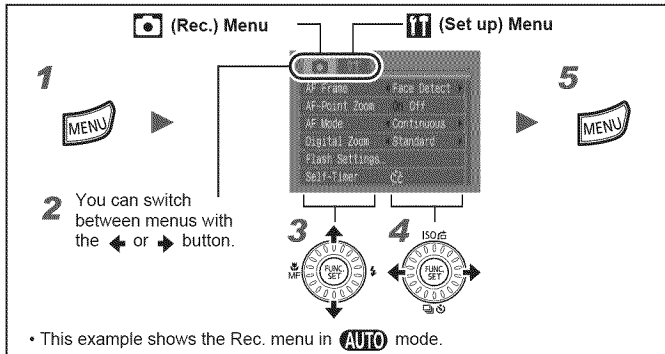 (Rec.) Menu
(Set up) Menu
1
MENU
5
MENU
AF Frame Face Detect
AF-Point Zoom On Off
AF Mode Continuous
Digital Zoom Standard
Flash Settings...
Self-Timer
2 You can switch
between menus with
the ← or → button.
3
MF
FUNC.
SET
4
ISO
FUNC.
SET
• This example shows the Rec. menu in AUTO mode.